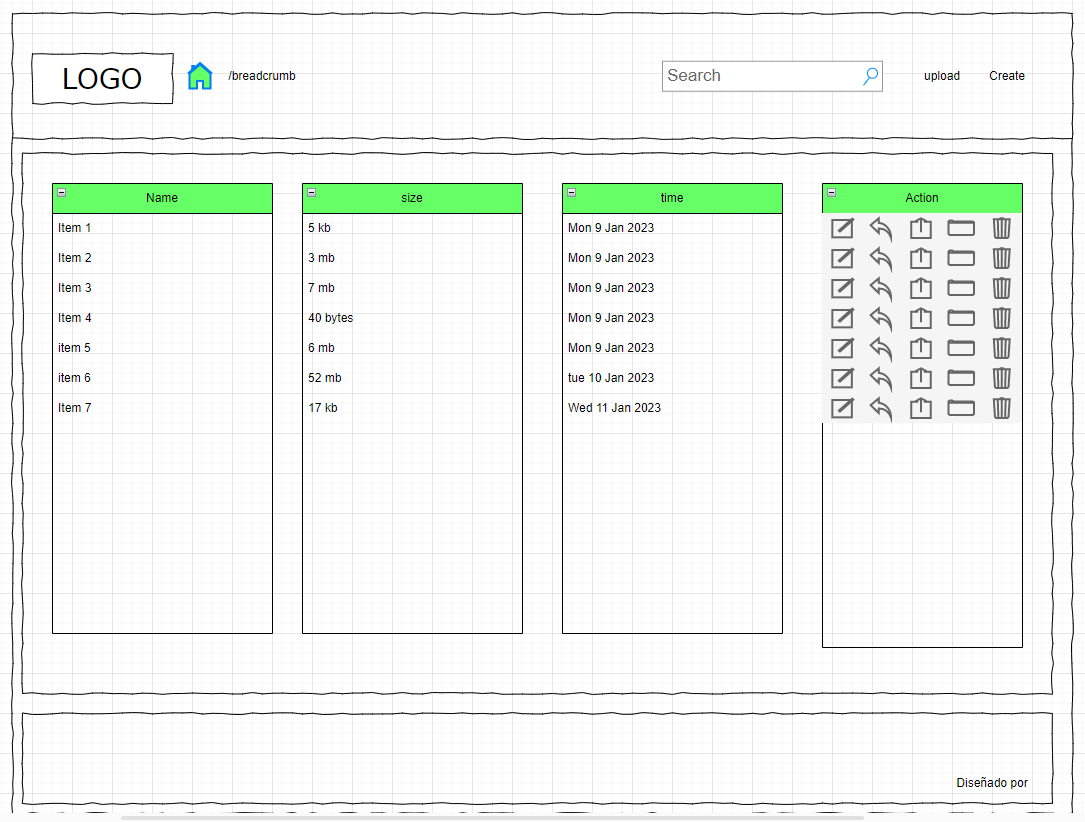 LOGO /breadcrumb Search upload Create
Name size time Action
Item 1 5 kb Mon 9 Jan 2023
Item 2 3 mb Mon 9 Jan 2023
Item 3 7 mb Mon 9 Jan 2023
Item 4 40 bytes Mon 9 Jan 2023
item 5 6 mb Mon 9 Jan 2023
item 6 52 mb tue 10 Jan 2023
Item 7 17 kb Wed 11 Jan 2023
Diseñado por